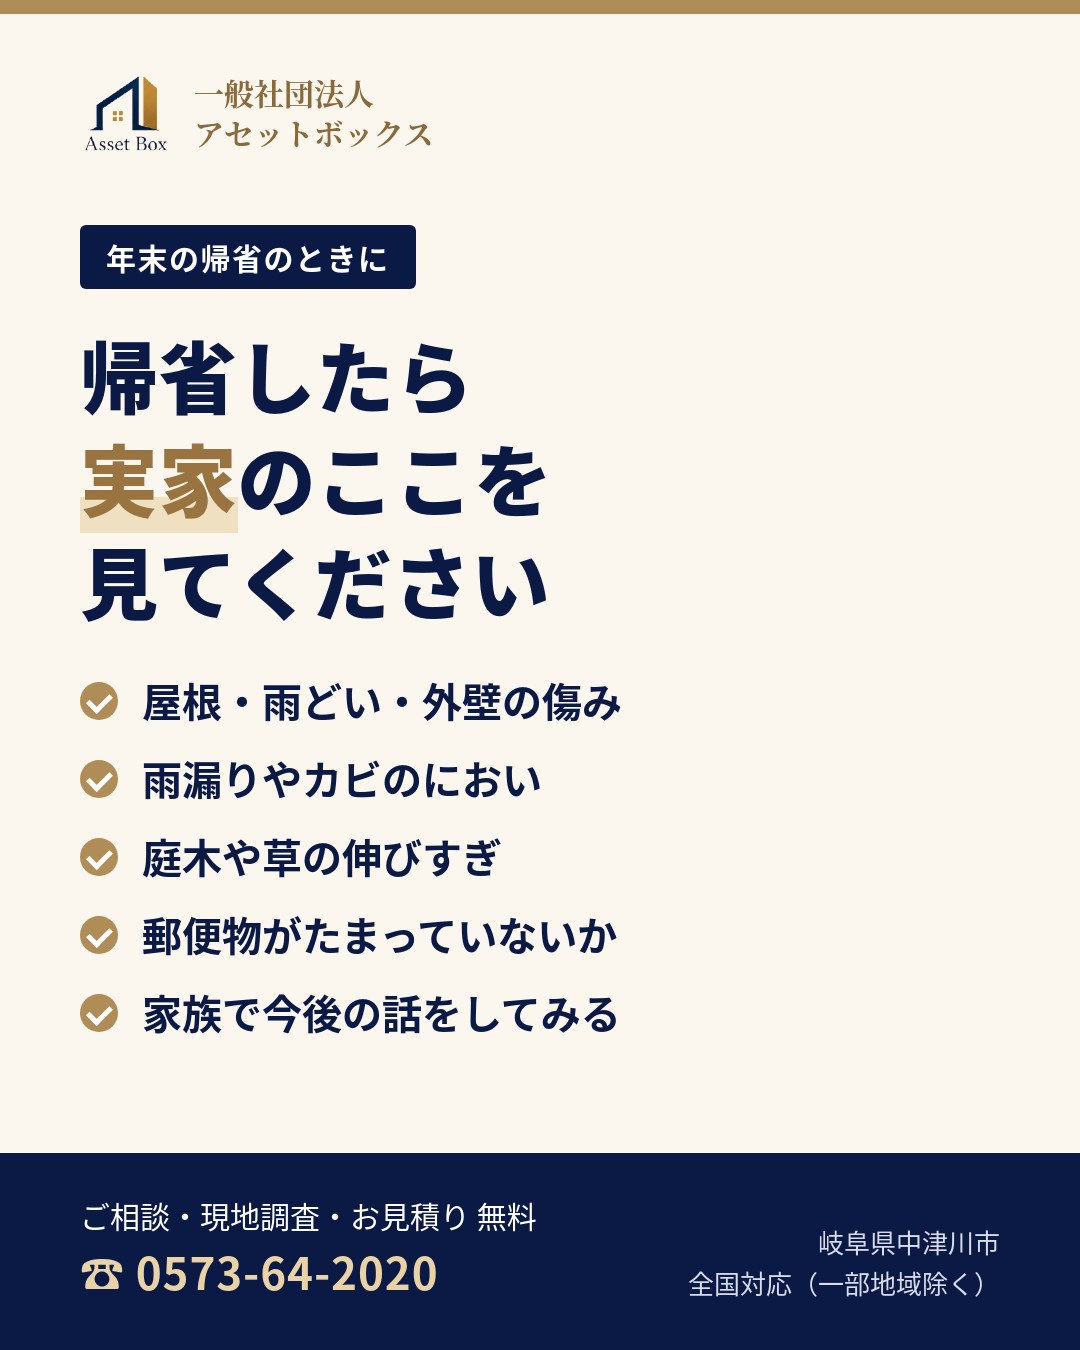 Asset Box
一般社団法人
アセットボックス
年末の帰省のときに
帰省したら
実家のここを
見てください
屋根・雨どい・外壁の傷み
雨漏りやカビのにおい
庭木や草の伸びすぎ
郵便物がたまっていないか
家族で今後の話をしてみる
ご相談・現地調査・お見積り 無料
☎ 0573-64-2020
岐阜県中津川市
全国対応（一部地域除く）